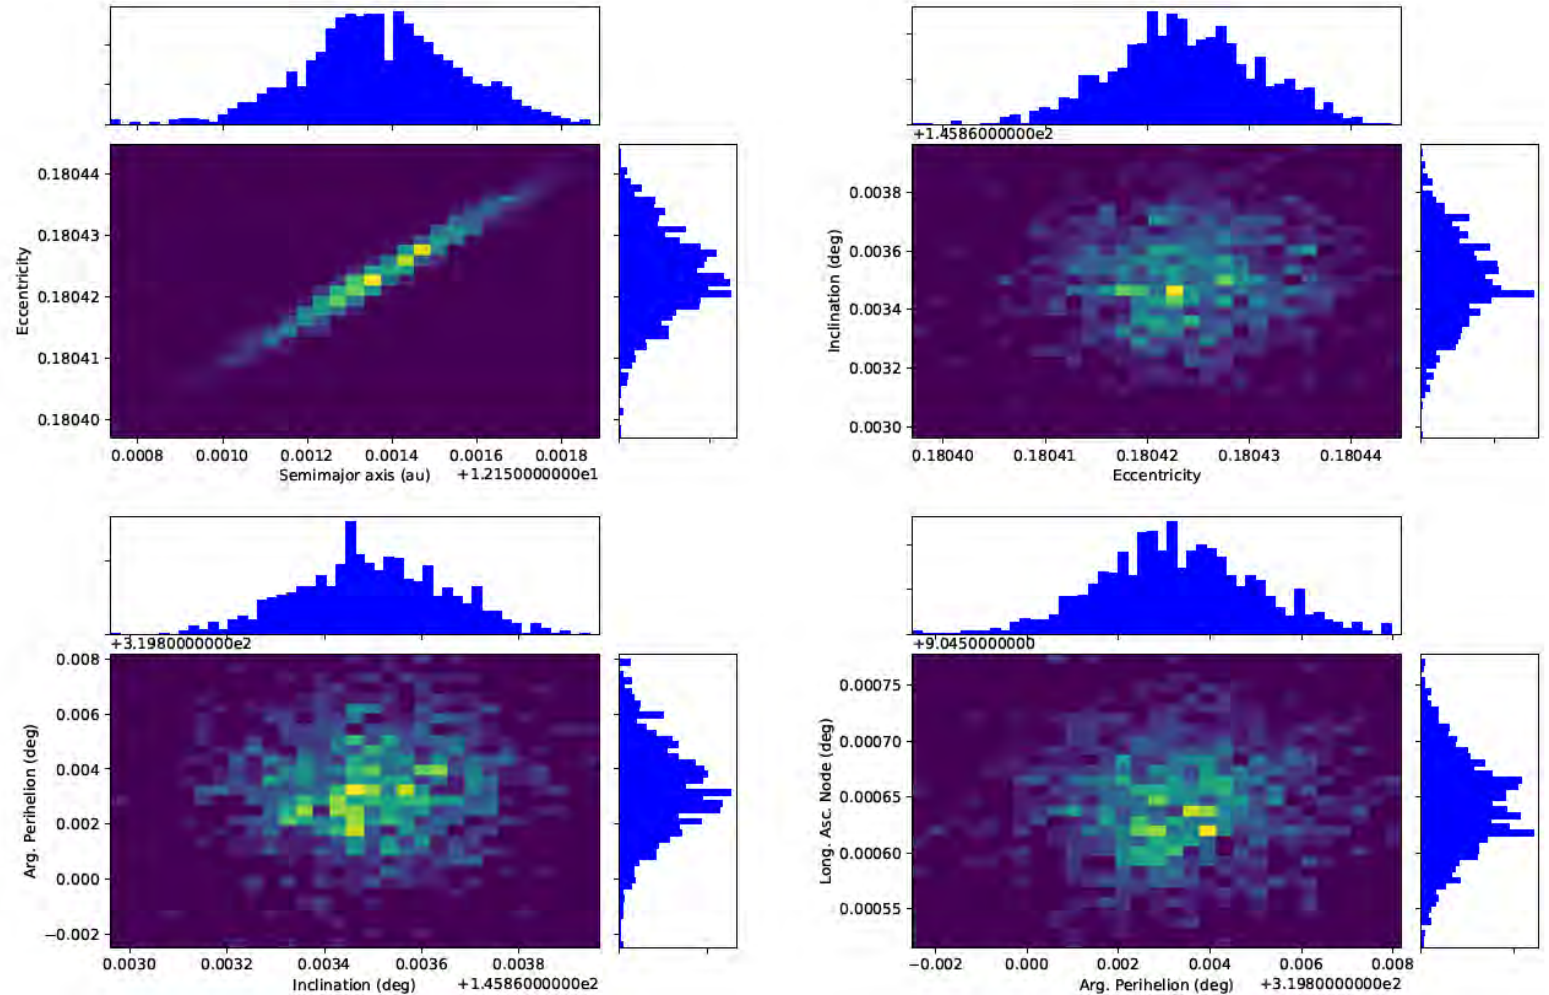 0.18044
0.18043
0.18042
0.18041
0.18040
Eccentricity
0.0008 0.0010 0.0012 0.0014 0.0016 0.0018
Semimajor axis (au) +1.2150000000e1
+1.4586000000e2
0.0038
0.0036
0.0034
0.0032
0.0030
Inclination (deg)
0.18040 0.18041 0.18042 0.18043 0.18044
Eccentricity
+3.1980000000e2
0.008
0.006
0.004
0.002
0.000
−0.002
Arg. Perihelion (deg)
0.0030 0.0032 0.0034 0.0036 0.0038
Inclination (deg) +1.4586000000e2
+9.0450000000
0.00075
0.00070
0.00065
0.00060
0.00055
Long. Asc. Node (deg)
−0.002 0.000 0.002 0.004 0.006 0.008
Arg. Perihelion (deg) +3.1980000000e2